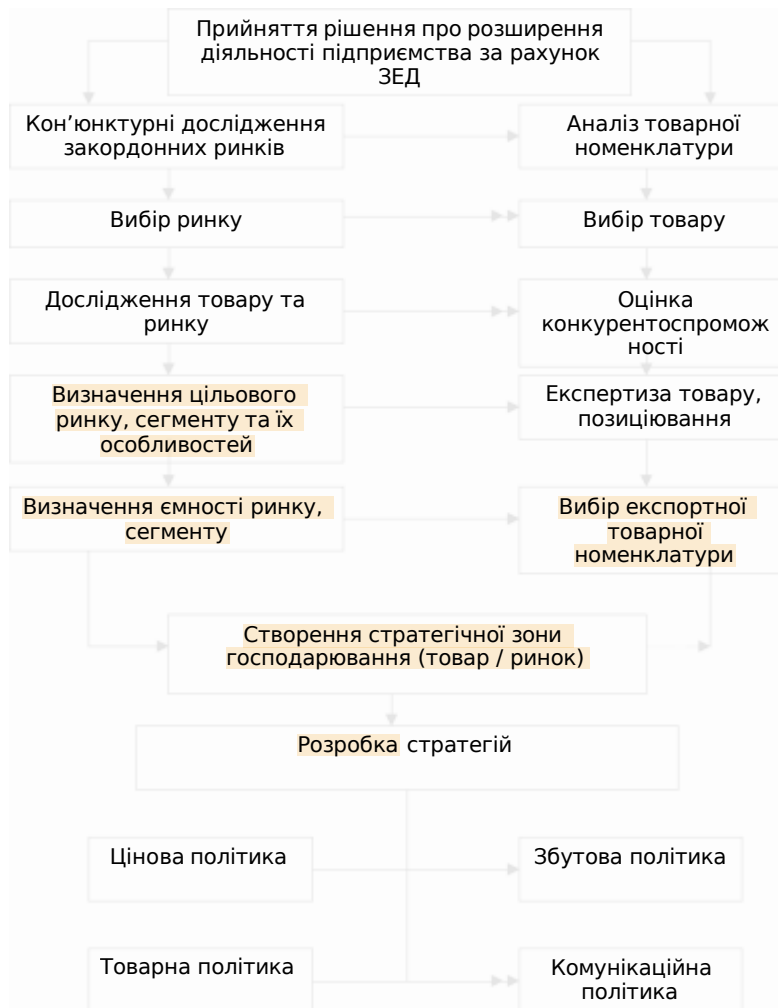 Прийняття рішення про розширення
діяльності підприємства за рахунок
ЗЕД
Кон’юнктурні дослідження
закордонних ринків
Аналіз товарної
номенклатури
Вибір ринку
Вибір товару
Дослідження товару та
ринку
Оцінка
конкурентоспромож
ності
Визначення цільового
ринку, сегменту та їх
особливостей
Експертиза товару,
позиціювання
Визначення ємності ринку,
сегменту
Вибір експортної
товарної
номенклатури
Створення стратегічної зони
господарювання (товар / ринок)
Розробка стратегій
Цінова політика
Збутова політика
Товарна політика
Комунікаційна
політика